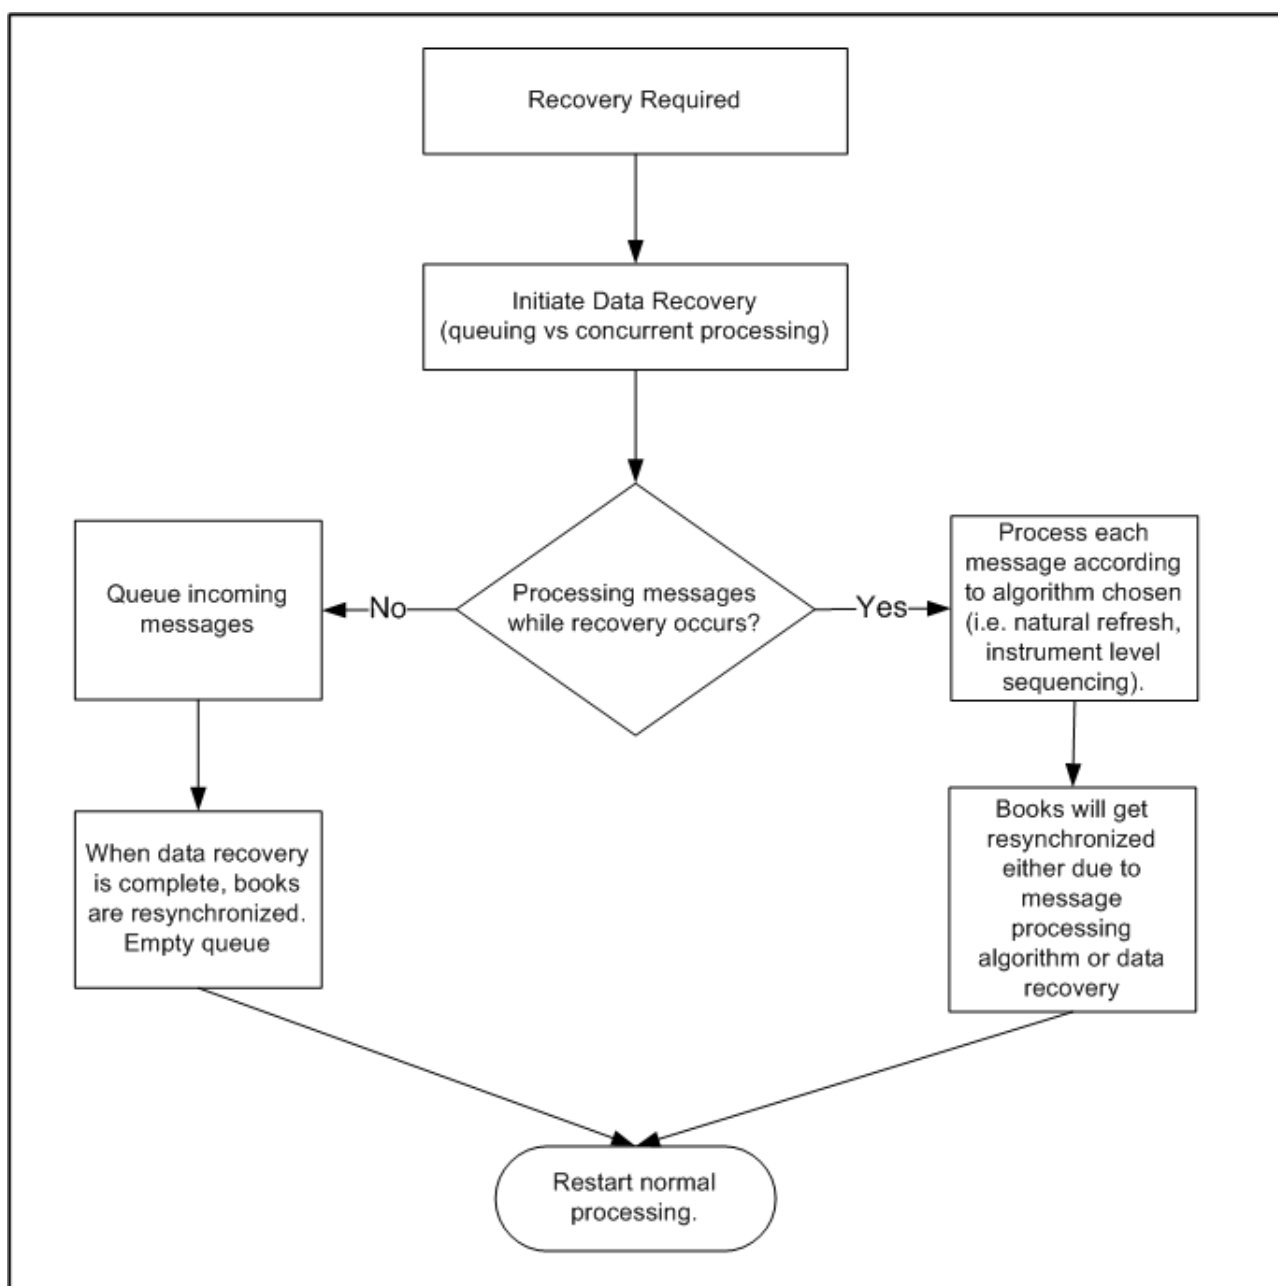 Recovery Required
Initiate Data Recovery
(queuing vs concurrent processing)
Processing messages
while recovery occurs?
No
Yes
Queue incoming
messages
Process each
message according
to algorithm chosen
(i.e. natural refresh,
instrument level
sequencing).
When data recovery
is complete, books
are resynchronized.
Empty queue
Books will get
resynchronized
either due to
message
processing
algorithm or data
recovery
Restart normal
processing.